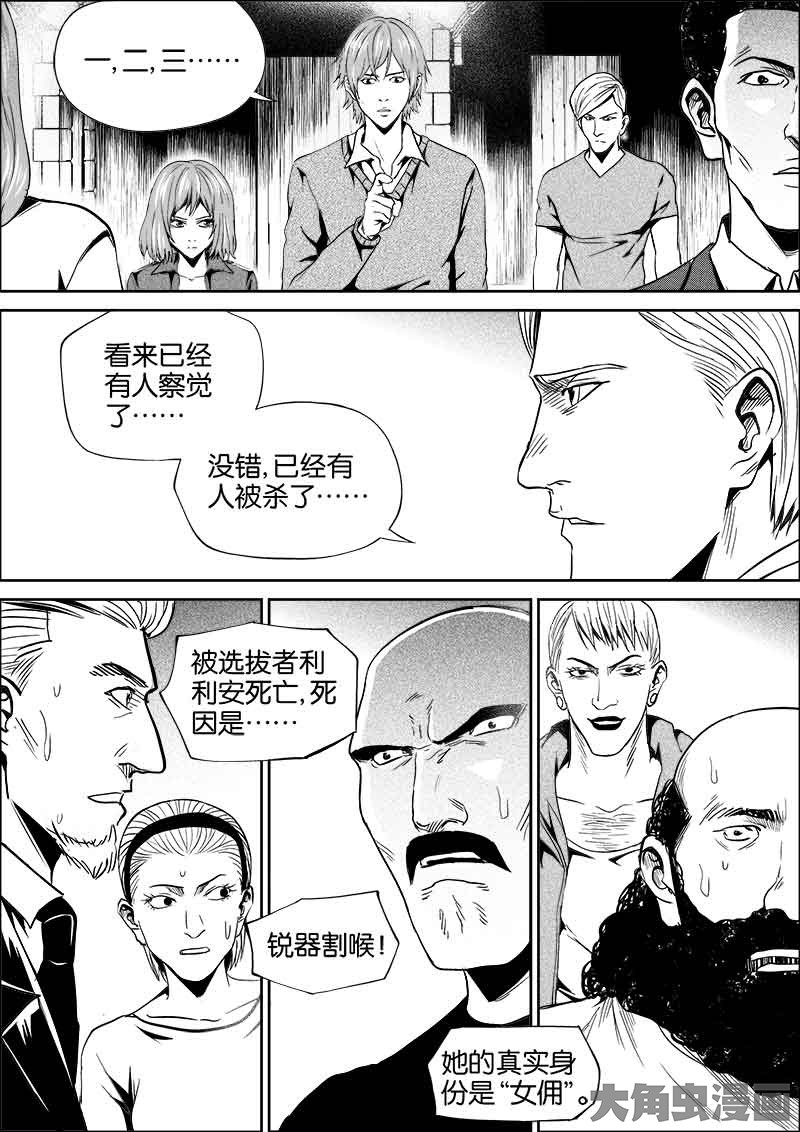 一，二，三……
看来已经
有人察觉
了……
没错，已经有
人被杀了……
被选拔者利
利安死亡，死
因是……
锐器割喉！
她的真实身
份是“女佣”。
大角虫漫画